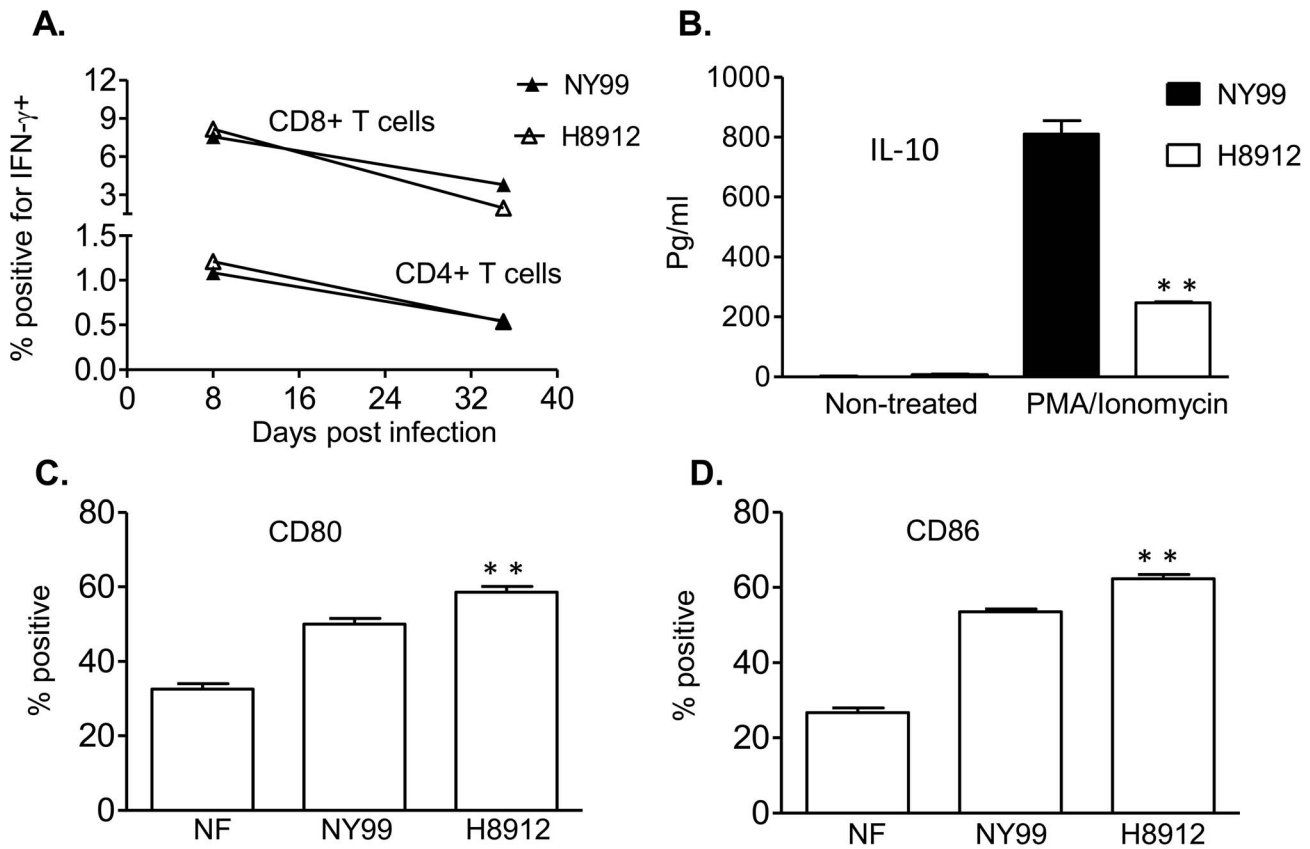 A.
% positive for IFN-γ+
12
9
6
3
1.5
1.0
0.5
0.0
CD8+ T cells
CD4+ T cells
NY99
H8912
0 8 16 24 32 40
Days post infection
B.
Pg/ml
1000
800
600
400
200
0
IL-10
NY99
H8912
* *
Non-treated PMA/Ionomycin
C.
% positive
80
60
40
20
0
CD80
* *
NF NY99 H8912
D.
% positive
80
60
40
20
0
CD86
* *
NF NY99 H8912